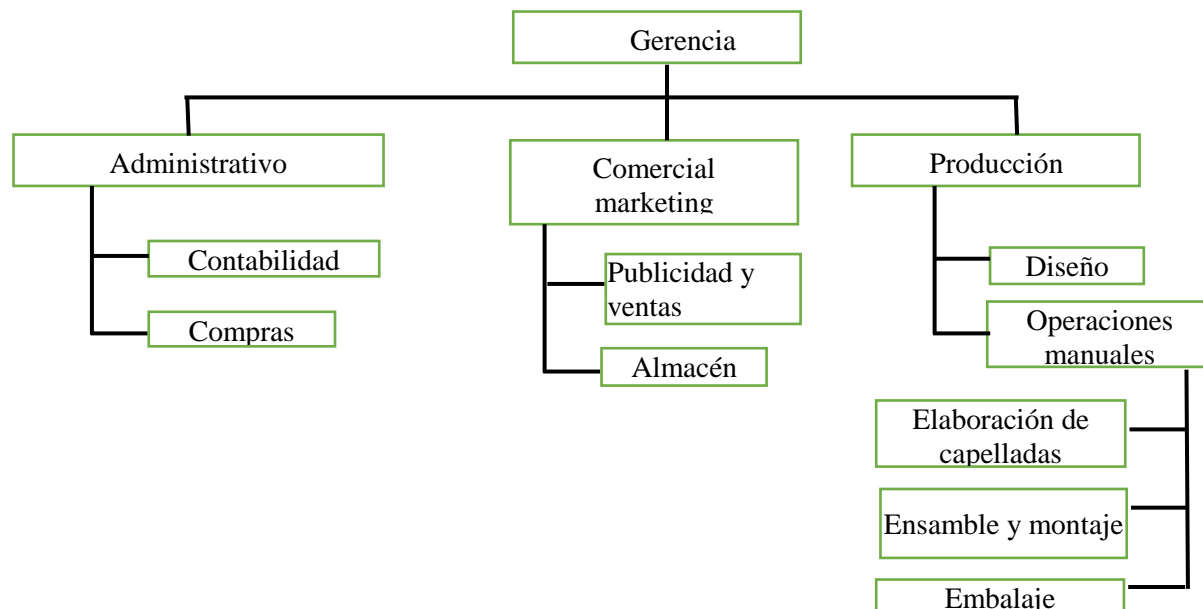 Gerencia
Administrativo
Comercial
marketing
Producción
Contabilidad
Compras
Publicidad y
ventas
Almacén
Diseño
Operaciones
manuales
Elaboración de
capelladas
Ensamble y montaje
Embalaje